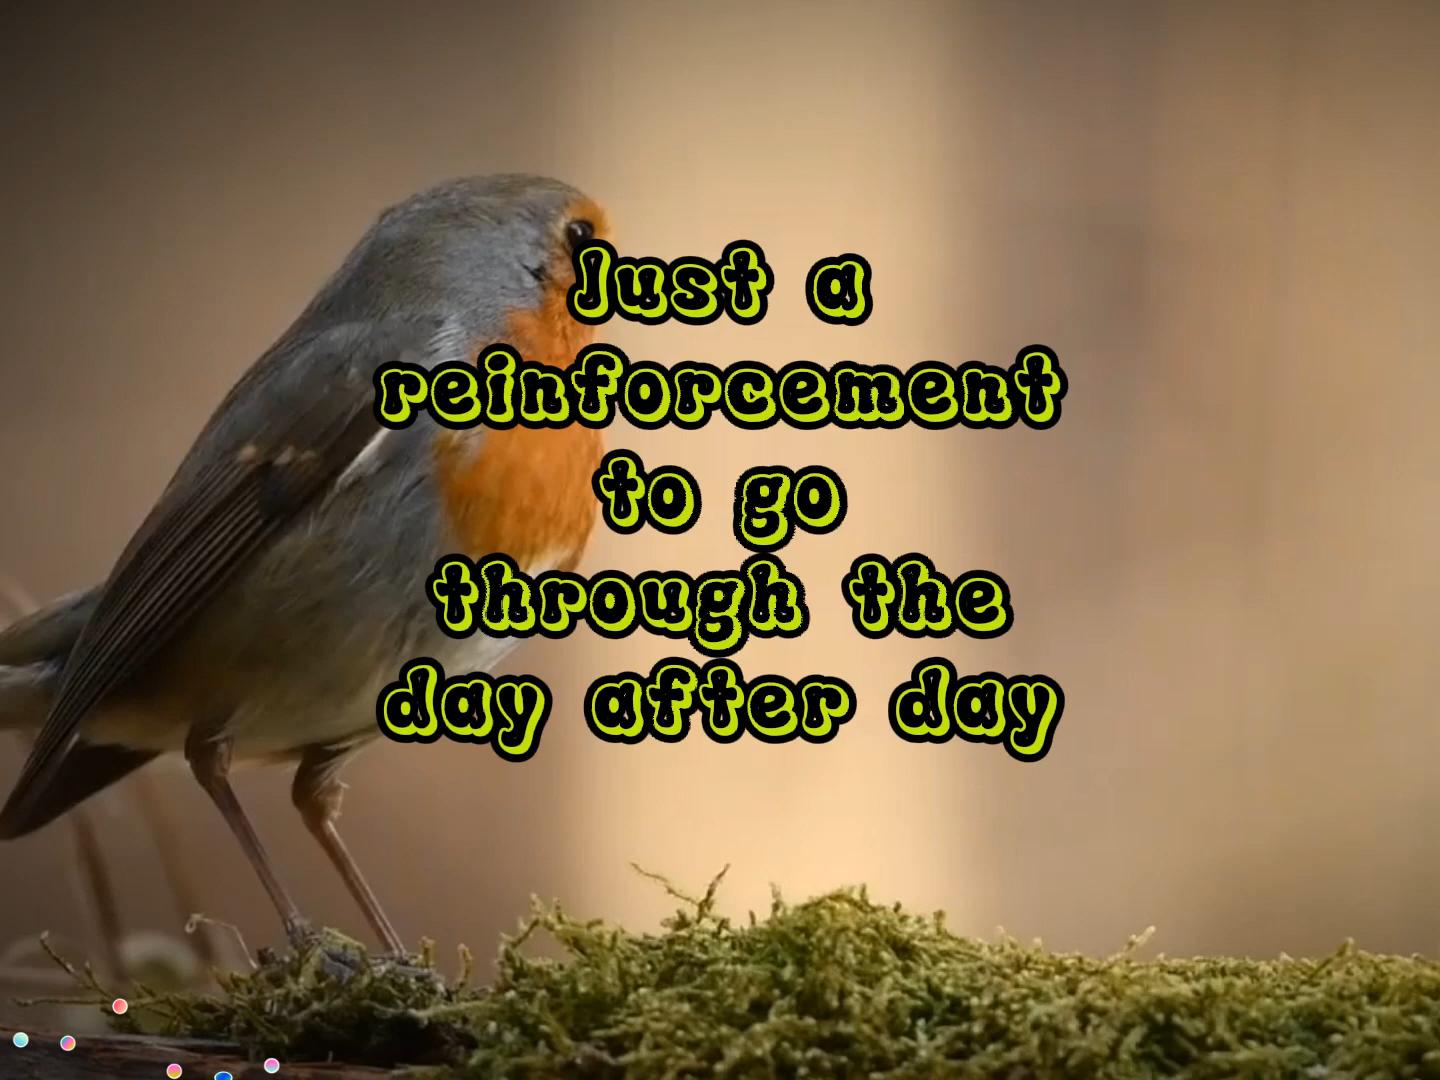 Just a
reinforcement
to go
through the
day after day